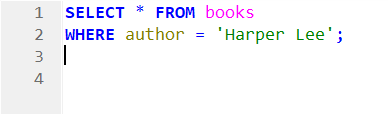 1 SELECT * FROM books
2 WHERE author = 'Harper Lee';
3
4